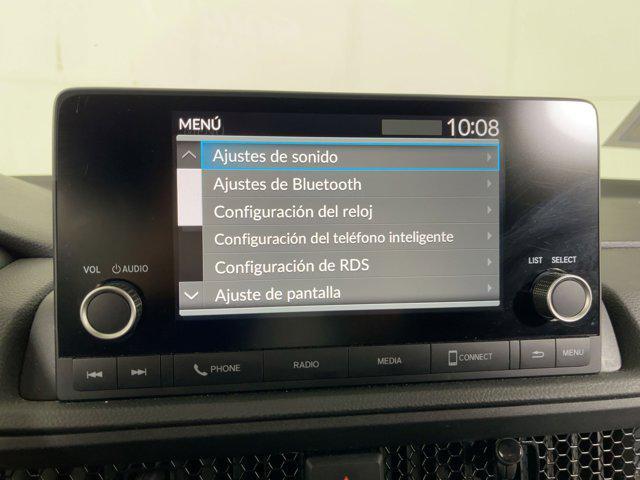 MENÚ 10:08
Ajustes de sonido
Ajustes de Bluetooth
Configuración del reloj
Configuración del teléfono inteligente
Configuración de RDS
Ajuste de pantalla
VOL AUDIO
LIST SELECT
PHONE RADIO MEDIA CONNECT MENU